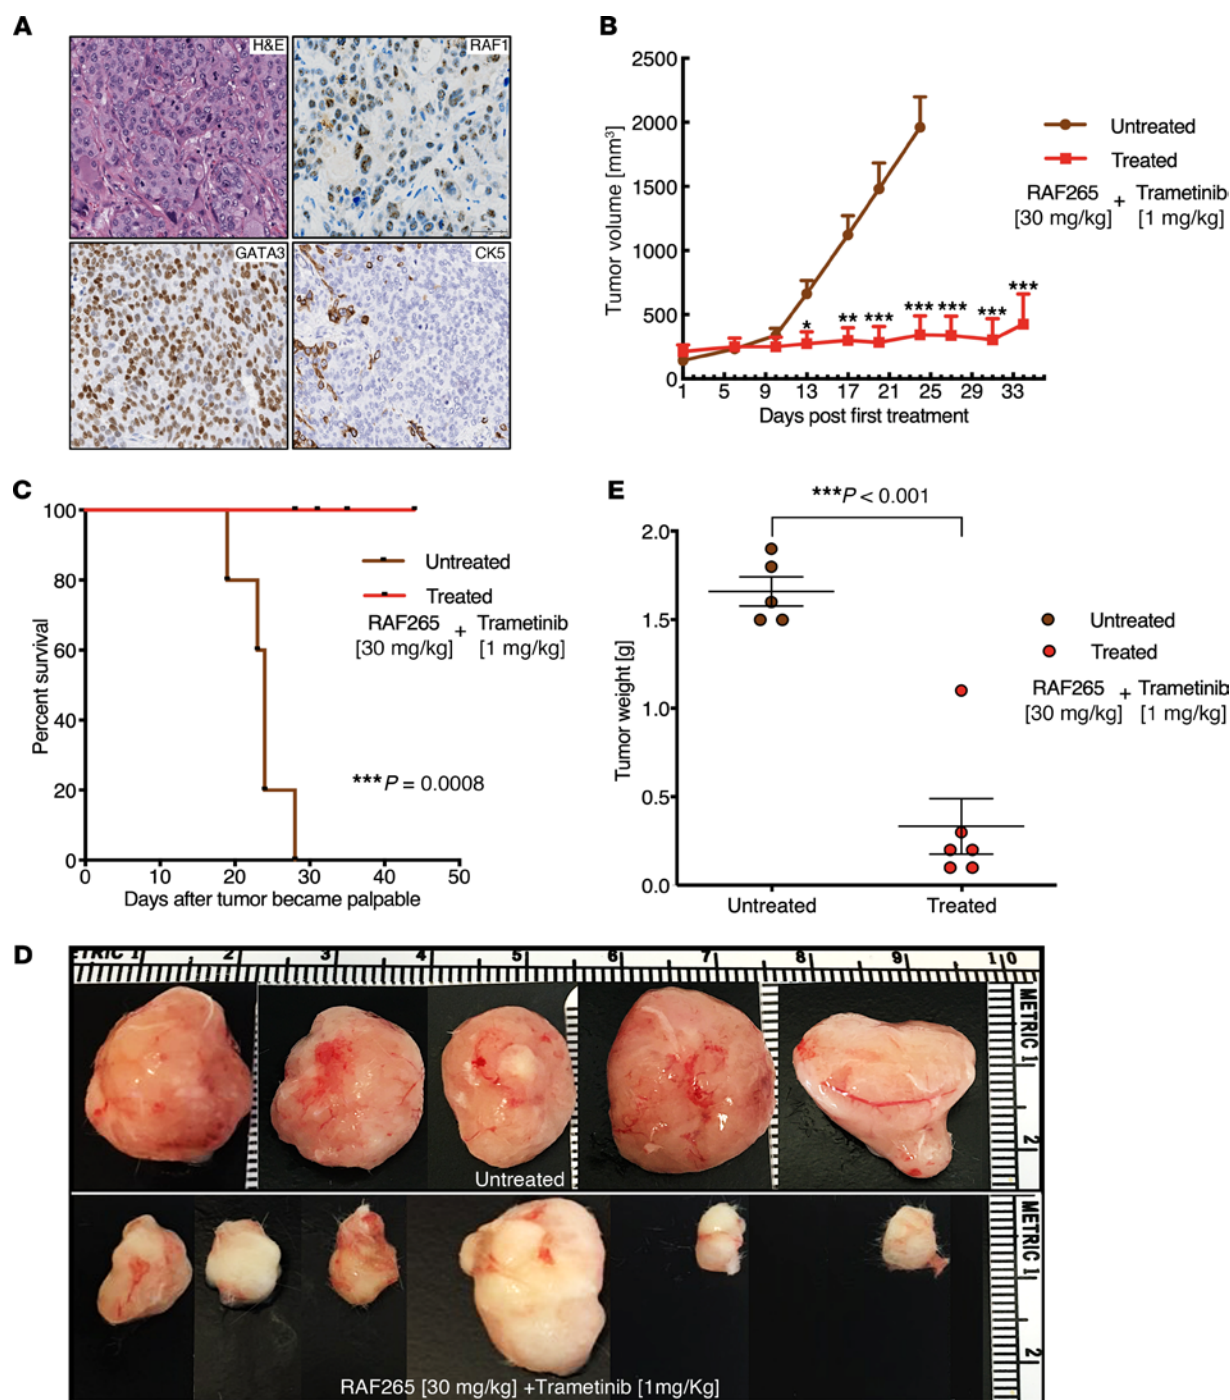 A
H&E
RAF1
GATA3
CK5
B
2500
2000
1500
1000
500
0
Tumor volume [mm³]
* ** *** *** *** *** ***
1 5 9 13 17 21 25 29 33
Days post first treatment
Untreated
Treated
RAF265 + Trametinib
[30 mg/kg] [1 mg/kg]
C
100
80
60
40
20
0
Percent survival
0 10 20 30 40 50
Days after tumor became palpable
Untreated
Treated
RAF265 + Trametinib
[30 mg/kg] [1 mg/kg]
***P = 0.0008
E
***P < 0.001
2.0
1.5
1.0
0.5
0.0
Tumor weight [g]
Untreated Treated
Untreated
Treated
RAF265 + Trametinib
[30 mg/kg] [1 mg/kg]
D
ETRIC 1 2 3 4 5 6 7 8 9 10
METRIC 1
2
Untreated
METRIC 1
2
RAF265 [30 mg/kg] +Trametinib [1mg/Kg]